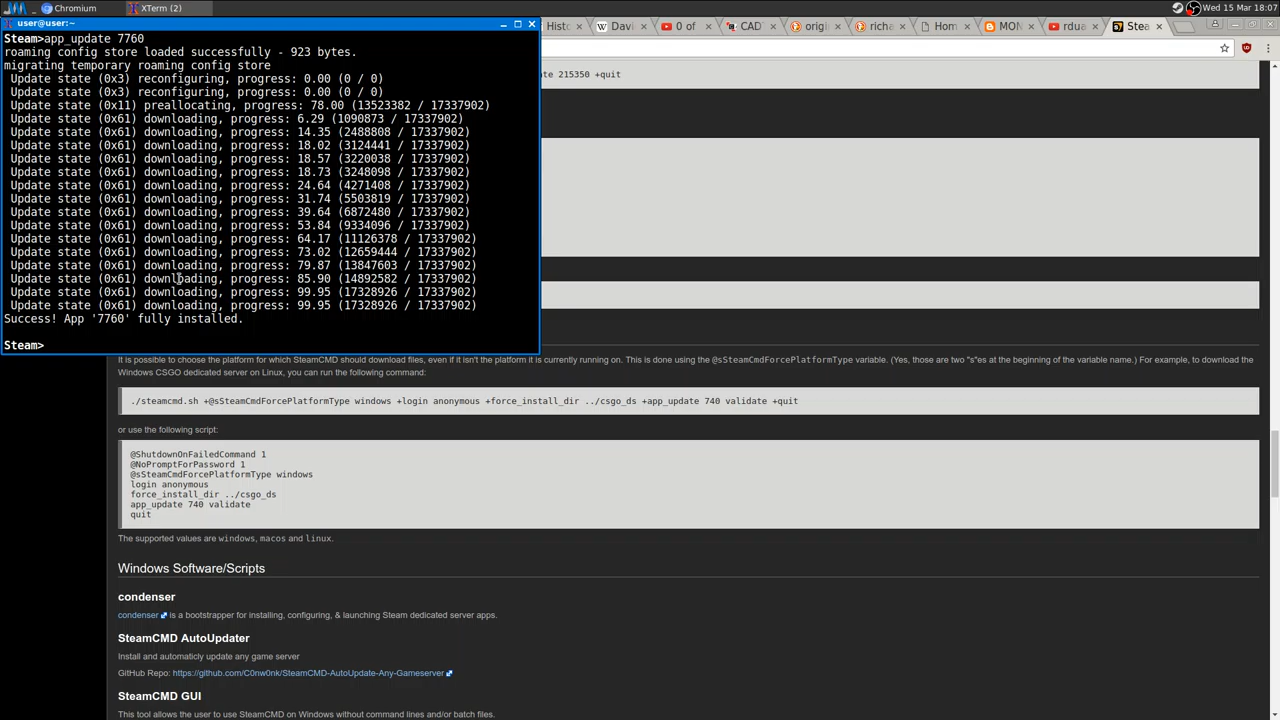 Chromium
XTerm (2)
Wed 15 Mar 18:07
user@user:~
Histo
Davi
0 of
CAD
origin
richa
Hom
MON
rdua
Stea
Steam>app_update 7760
roaming config store loaded successfully - 923 bytes.
migrating temporary roaming config store
Update state (0x3) reconfiguring, progress: 0.00 (0 / 0)
Update state (0x3) reconfiguring, progress: 0.00 (0 / 0)
Update state (0x11) preallocating, progress: 78.00 (13523382 / 17337902)
Update state (0x61) downloading, progress: 6.29 (1090873 / 17337902)
Update state (0x61) downloading, progress: 14.35 (2488808 / 17337902)
Update state (0x61) downloading, progress: 18.02 (3124441 / 17337902)
Update state (0x61) downloading, progress: 18.57 (3220038 / 17337902)
Update state (0x61) downloading, progress: 18.73 (3248098 / 17337902)
Update state (0x61) downloading, progress: 24.64 (4271408 / 17337902)
Update state (0x61) downloading, progress: 31.74 (5503819 / 17337902)
Update state (0x61) downloading, progress: 39.64 (6872480 / 17337902)
Update state (0x61) downloading, progress: 53.84 (9334096 / 17337902)
Update state (0x61) downloading, progress: 64.17 (11126378 / 17337902)
Update state (0x61) downloading, progress: 73.02 (12659444 / 17337902)
Update state (0x61) downloading, progress: 79.87 (13847603 / 17337902)
Update state (0x61) downloading, progress: 85.90 (14892582 / 17337902)
Update state (0x61) downloading, progress: 99.95 (17328926 / 17337902)
Update state (0x61) downloading, progress: 99.95 (17328926 / 17337902)
Success! App '7760' fully installed.
Steam>
ate 215350 +quit
It is possible to choose the platform for which SteamCMD should download files, even if it isn't the platform it is currently running on. This is done using the @sSteamCmdForcePlatformType variable. (Yes, those are two "s"es at the beginning of the variable name.) For example, to download the
Windows CSGO dedicated server on Linux, you can run the following command:
./steamcmd.sh +@sSteamCmdForcePlatformType windows +login anonymous +force_install_dir ../csgo_ds +app_update 740 validate +quit
or use the following script:
@ShutdownOnFailedCommand 1
@NoPromptForPassword 1
@sSteamCmdForcePlatformType windows
login anonymous
force_install_dir ../csgo_ds
app_update 740 validate
quit
The supported values are windows, macos and linux.
Windows Software/Scripts
condenser
condenser is a bootstrapper for installing, configuring, & launching Steam dedicated server apps.
SteamCMD AutoUpdater
Install and automaticly update any game server
GitHub Repo: https://github.com/C0nw0nk/SteamCMD-AutoUpdate-Any-Gameserver
SteamCMD GUI
This tool allows the user to use SteamCMD on Windows without command lines and/or batch files.